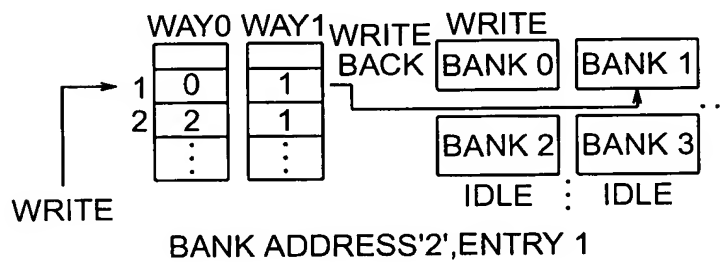 WAY0 WAY1 WRITE WRITE
BACK BANK 0 BANK 1
1 0 1
2 2 1
BANK 2 BANK 3
WRITE IDLE IDLE
BANK ADDRESS'2',ENTRY 1